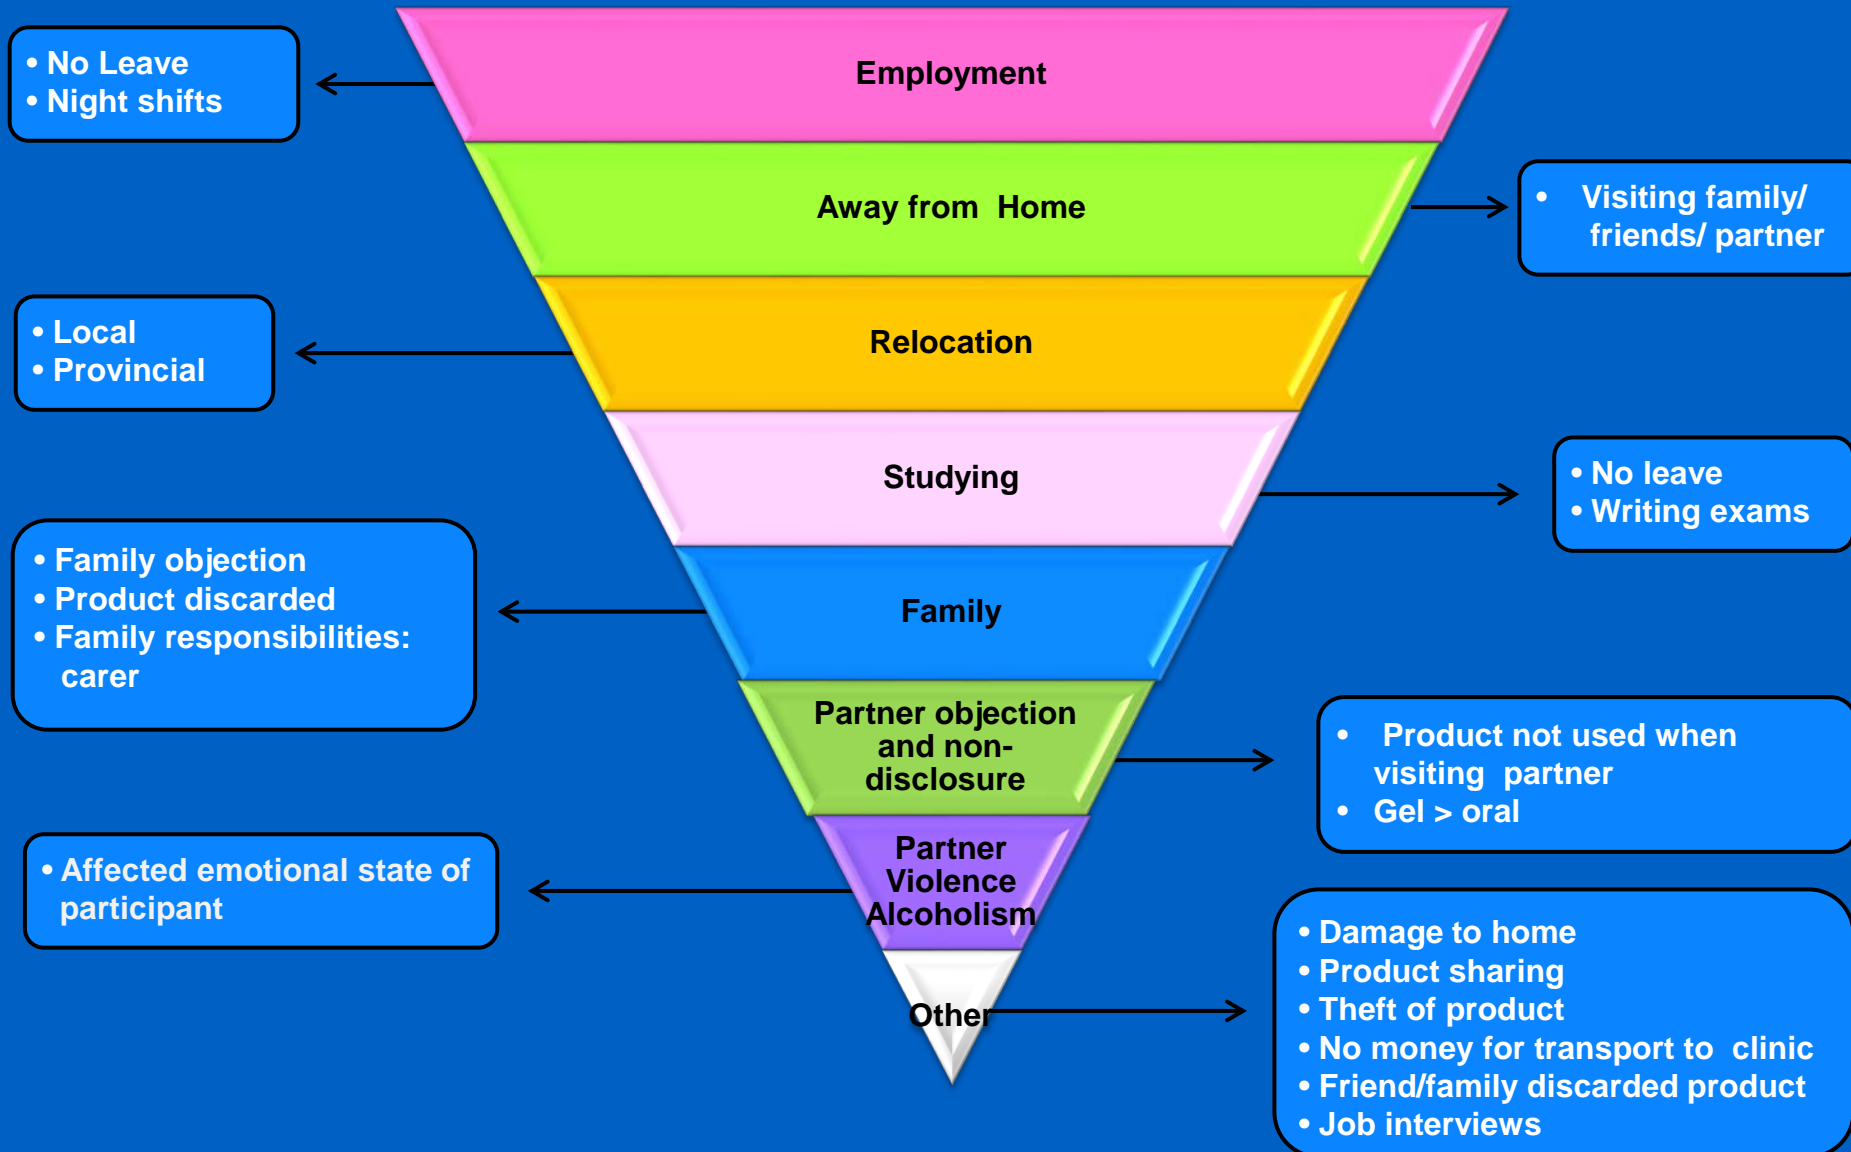 Employment
• No Leave
• Night shifts
Away from Home
• Visiting family/
friends/ partner
Relocation
• Local
• Provincial
Studying
• No leave
• Writing exams
Family
• Family objection
• Product discarded
• Family responsibilities:
carer
Partner objection
and non-
disclosure
• Product not used when
visiting partner
• Gel > oral
Partner
Violence
Alcoholism
• Affected emotional state of
participant
Other
• Damage to home
• Product sharing
• Theft of product
• No money for transport to clinic
• Friend/family discarded product
• Job interviews